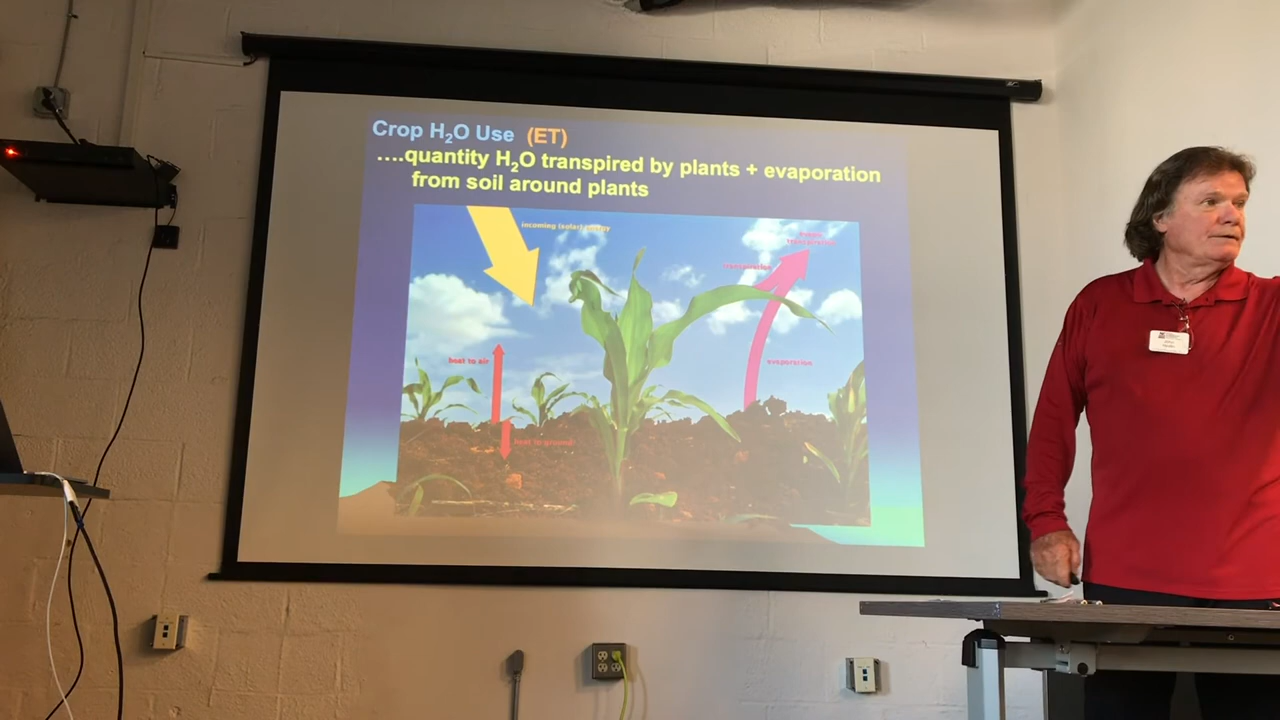 Crop H₂O Use (ET)
....quantity H₂O transpired by plants + evaporation
from soil around plants
incoming (solar) energy
transpiration
heat to air
evaporation
heat to ground